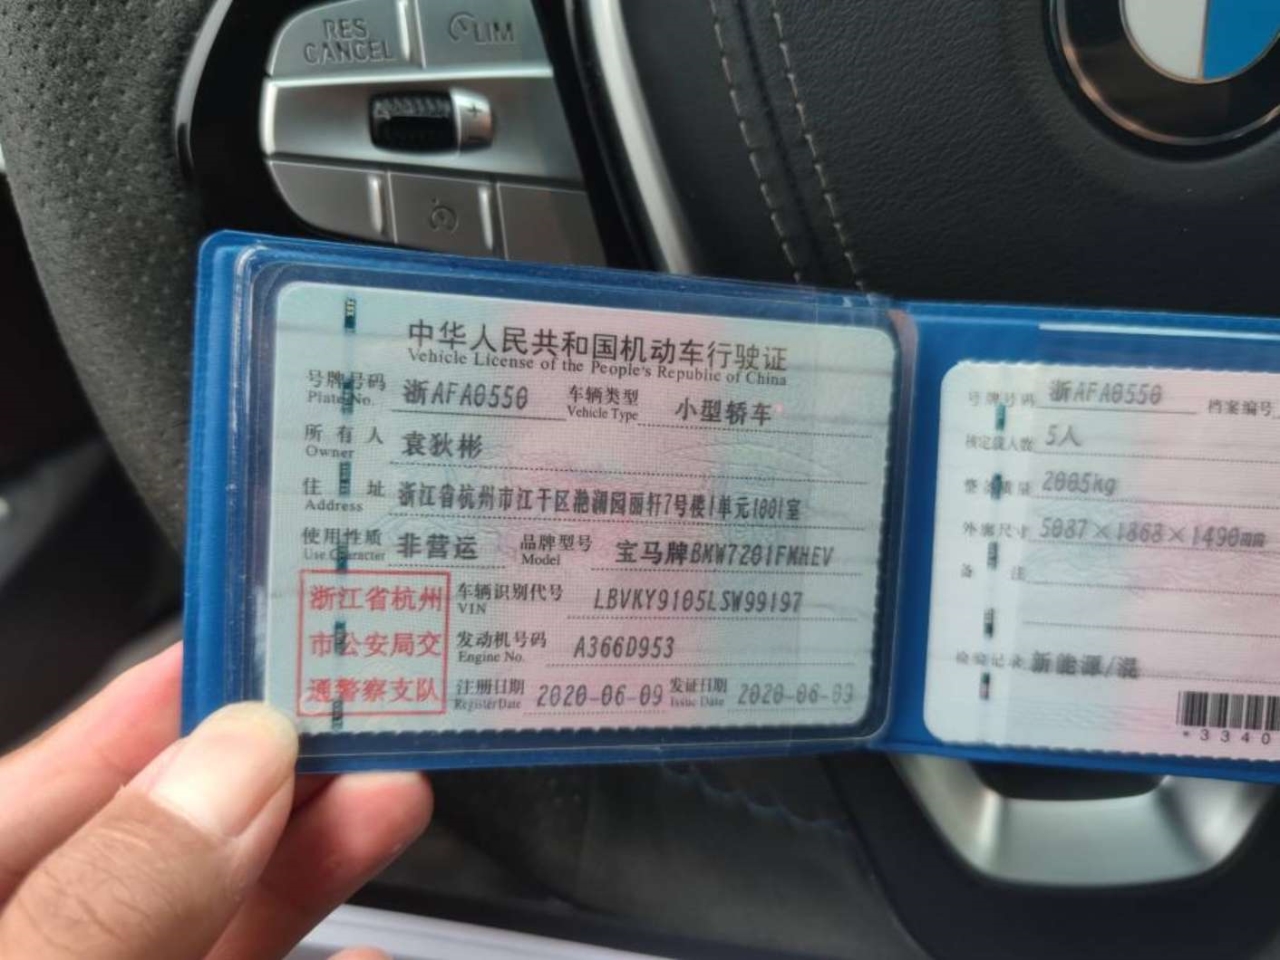 RES
CANCEL
LIM
+
中华人民共和国机动车行驶证
Vehicle License of the People's Republic of China
号牌号码 浙AFA0550 车辆类型 小型轿车
Plate No. Vehicle Type
所有人 袁狄彬
Owner
住址 浙江省杭州市江干区滟澜园丽轩7号楼1单元1001室
Address
使用性质 非营运 品牌型号 宝马牌BMW7201FMHEV
Use Character Model
浙江省杭州
市公安局交
通警察支队
车辆识别代号 LBVKY9105LSW99197
VIN
发动机号码 A366D953
Engine No.
注册日期 2020-06-09 发证日期 2020-06-09
Register Date Issue Date
号牌号码 浙AFA0550 档案编号
核定载人数 5人
整备质量 2005kg
外廓尺寸 5087×1868×1490mm
备注
检验记录 新能源/混
*3340